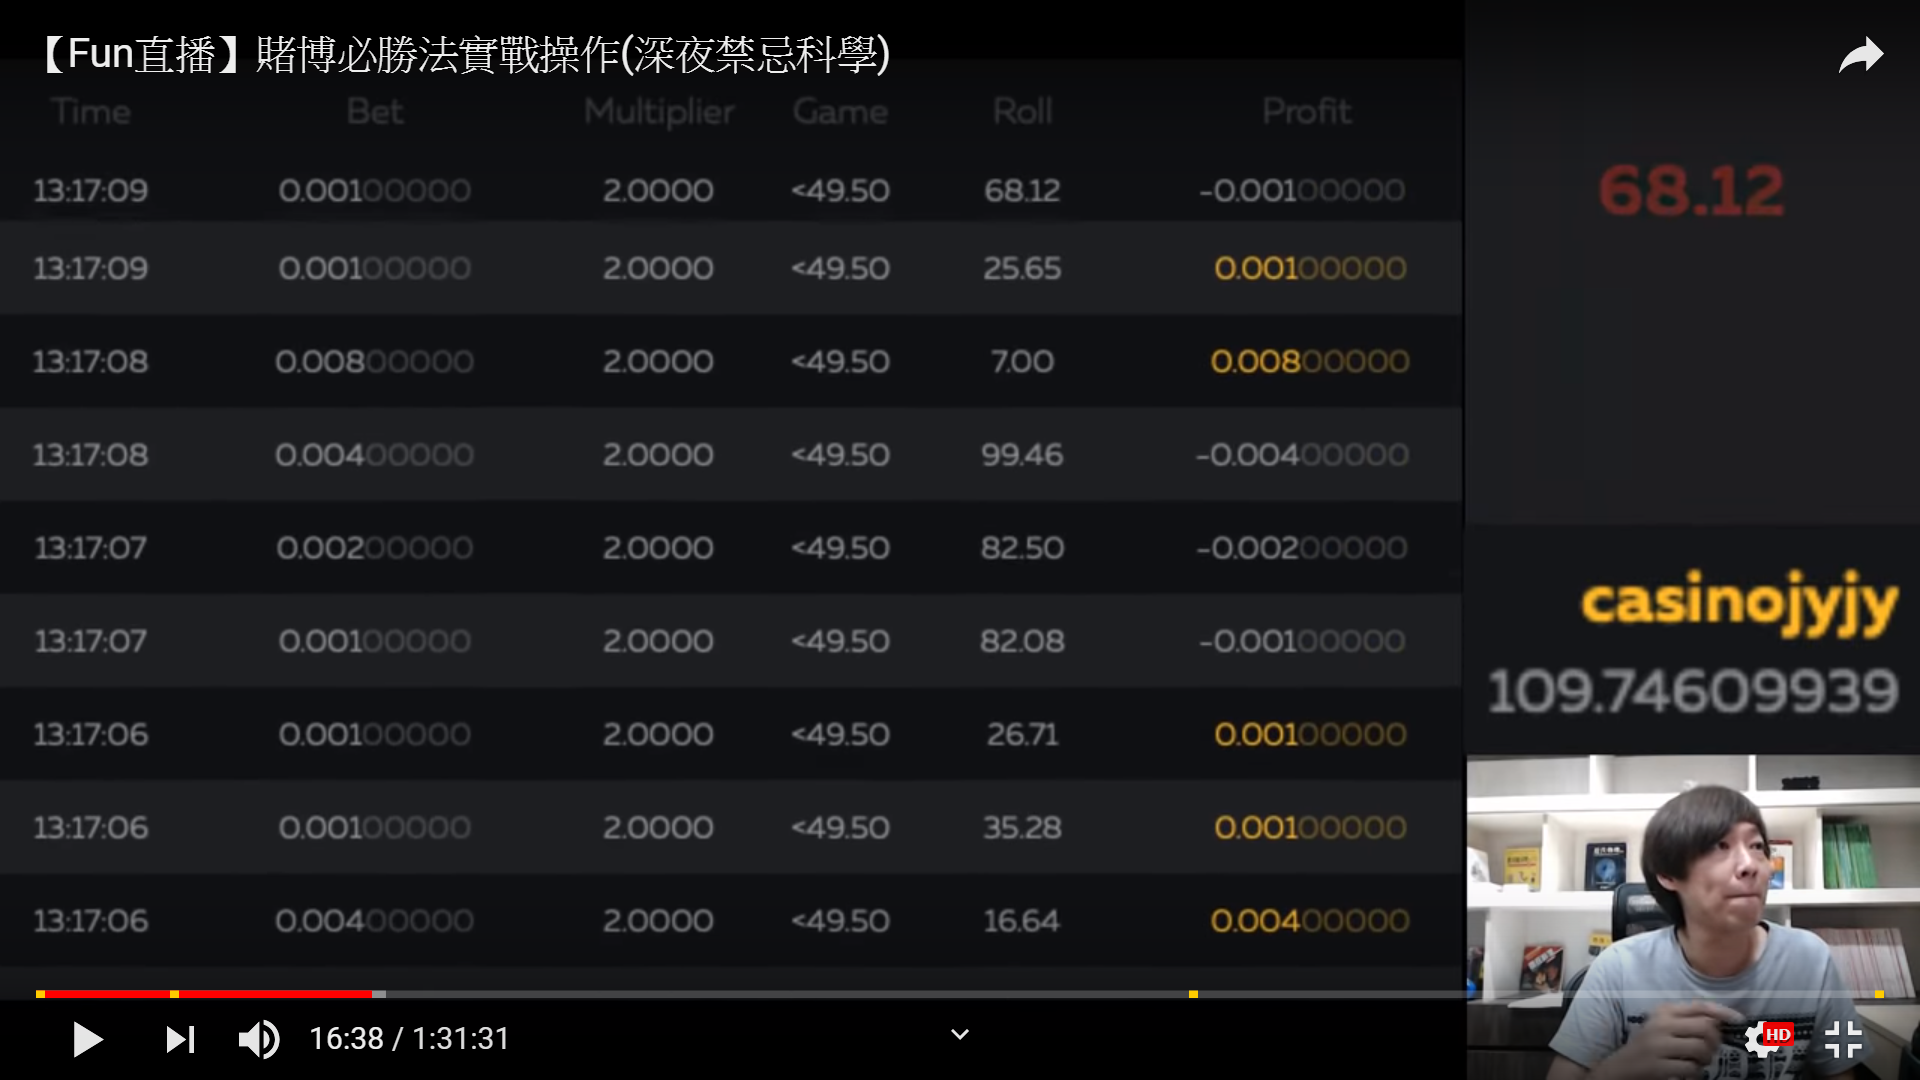 【Fun直播】賭博必勝法實戰操作(深夜禁忌科學)
Time Bet Multiplier Game Roll Profit
13:17:09 0.00100000 2.0000 <49.50 68.12 -0.00100000
13:17:09 0.00100000 2.0000 <49.50 25.65 0.00100000
13:17:08 0.00800000 2.0000 <49.50 7.00 0.00800000
13:17:08 0.00400000 2.0000 <49.50 99.46 -0.00400000
13:17:07 0.00200000 2.0000 <49.50 82.50 -0.00200000
13:17:07 0.00100000 2.0000 <49.50 82.08 -0.00100000
13:17:06 0.00100000 2.0000 <49.50 26.71 0.00100000
13:17:06 0.00100000 2.0000 <49.50 35.28 0.00100000
13:17:06 0.00400000 2.0000 <49.50 16.64 0.00400000
68.12
casinojyjy
109.74609939
16:38 / 1:31:31
HD